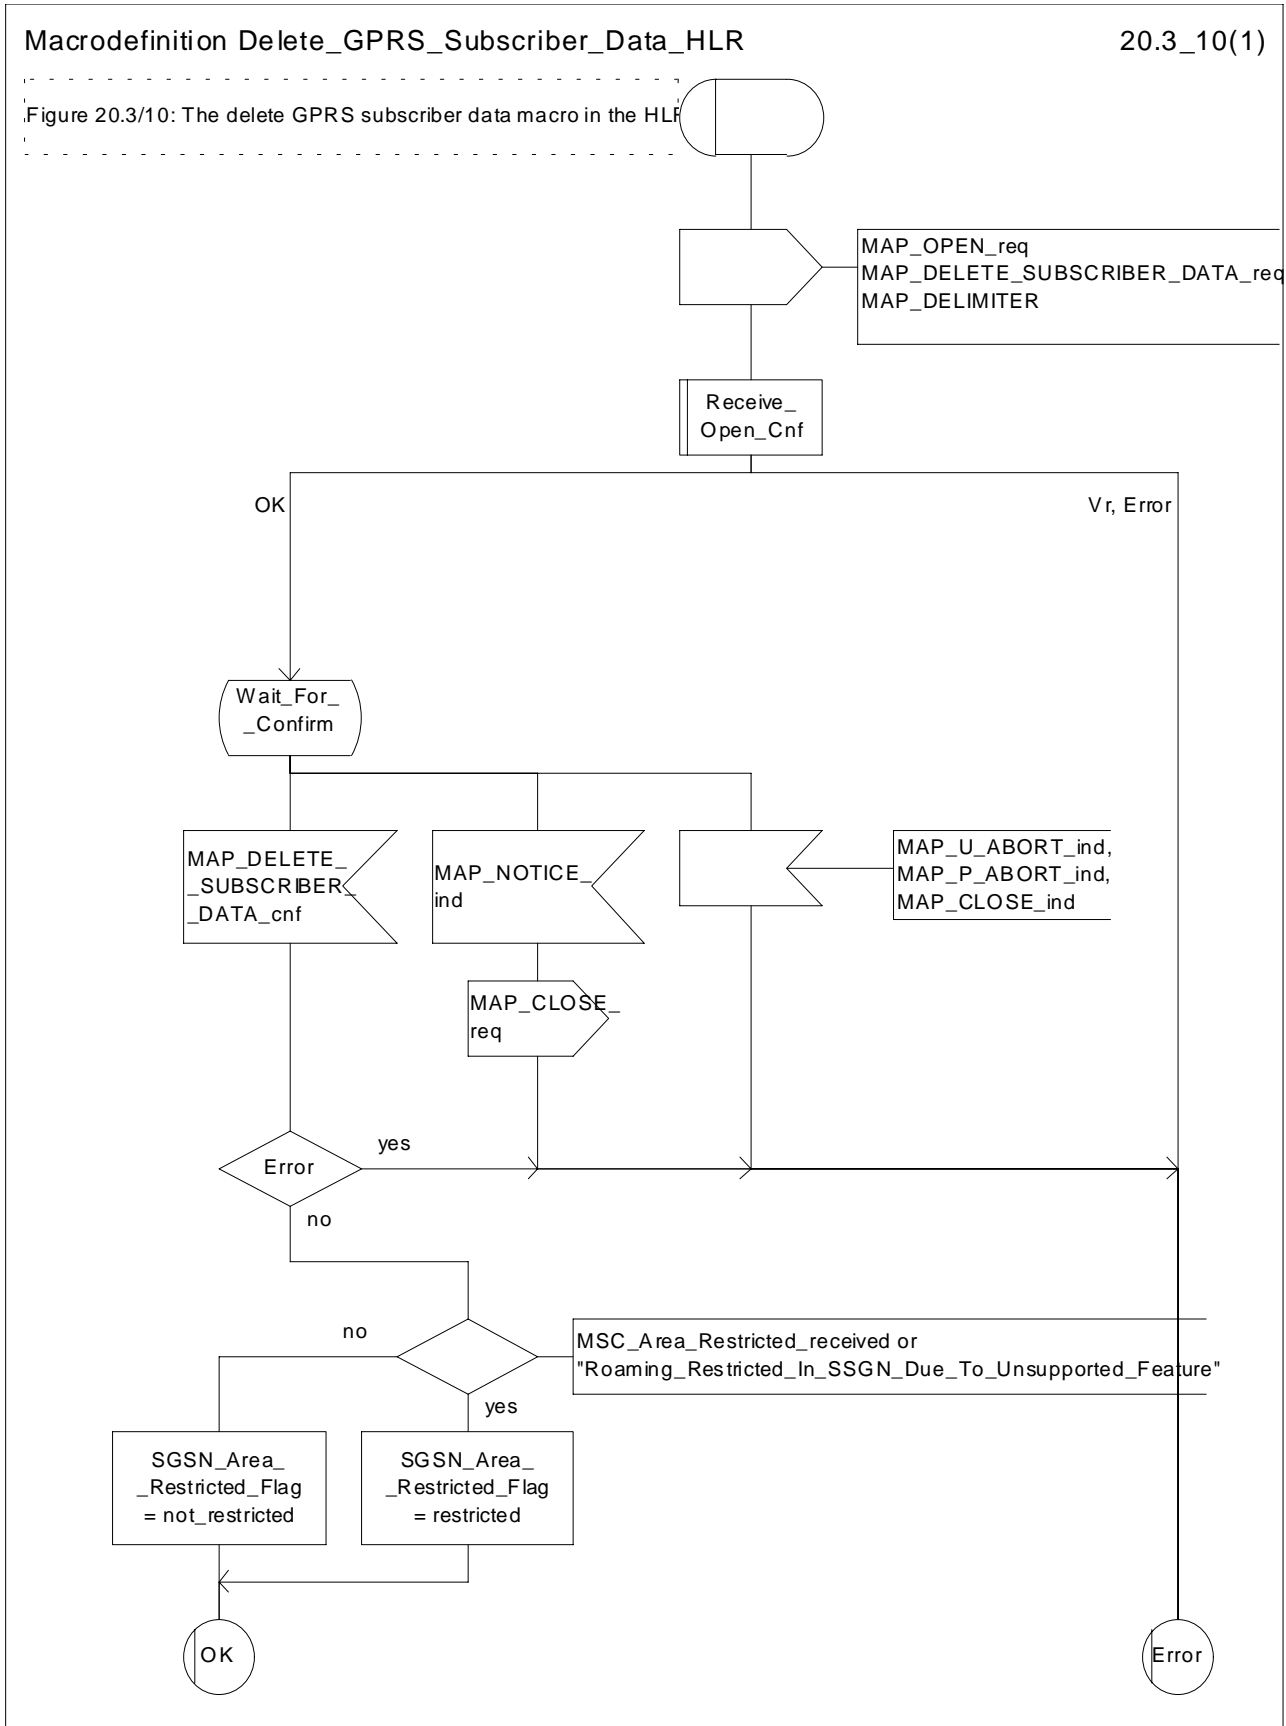 Macrodefinition Delete_GPRS_Subscriber_Data_HLR
20.3_10(1)
Figure 20.3/10: The delete GPRS subscriber data macro in the HLR
MAP_OPEN_req
MAP_DELETE_SUBSCRIBER_DATA_req
MAP_DELIMITER
Receive_
Open_Cnf
OK
Vr, Error
Wait_For_
_Confirm
MAP_DELETE_
_SUBSCRIBER_
_DATA_cnf
MAP_NOTICE_
ind
MAP_U_ABORT_ind,
MAP_P_ABORT_ind,
MAP_CLOSE_ind
MAP_CLOSE_
req
Error
yes
no
no
MSC_Area_Restricted_received or
"Roaming_Restricted_In_SSGN_Due_To_Unsupported_Feature"
yes
SGSN_Area_
_Restricted_Flag
= not_restricted
SGSN_Area_
_Restricted_Flag
= restricted
OK
Error